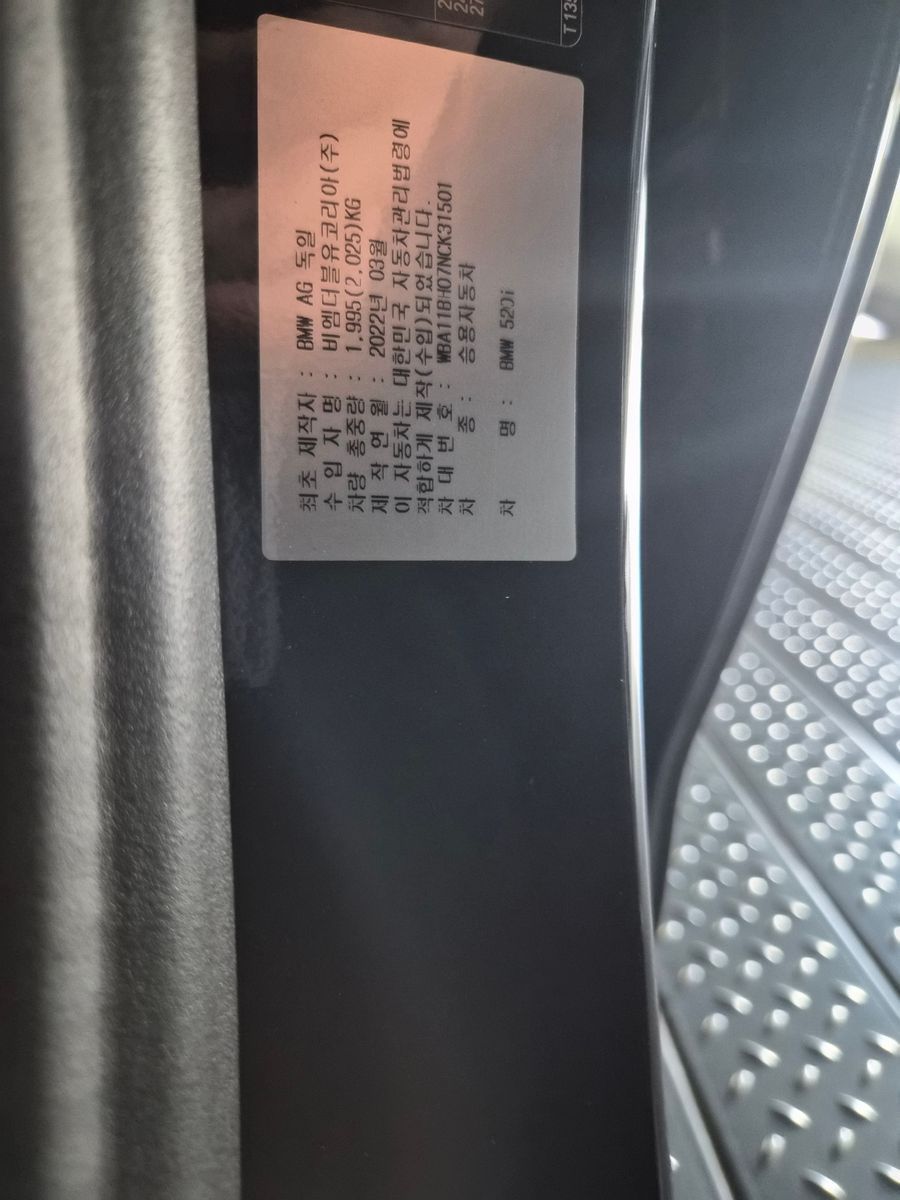 최초 제작자 : BMW AG 독일
수 입 자 명 : 비엠더블유코리아(주)
차량 총중량 : 1,995(2,025)KG
제 작 연 월 : 2022년 03월
이 자동차는 대한민국 자동차관리법령에
적합하게 제작(수입)되었습니다.
차 대 번 호 : WBA11BH07NCK31501
차 종 : 승용자동차
차 명 : BMW 520i